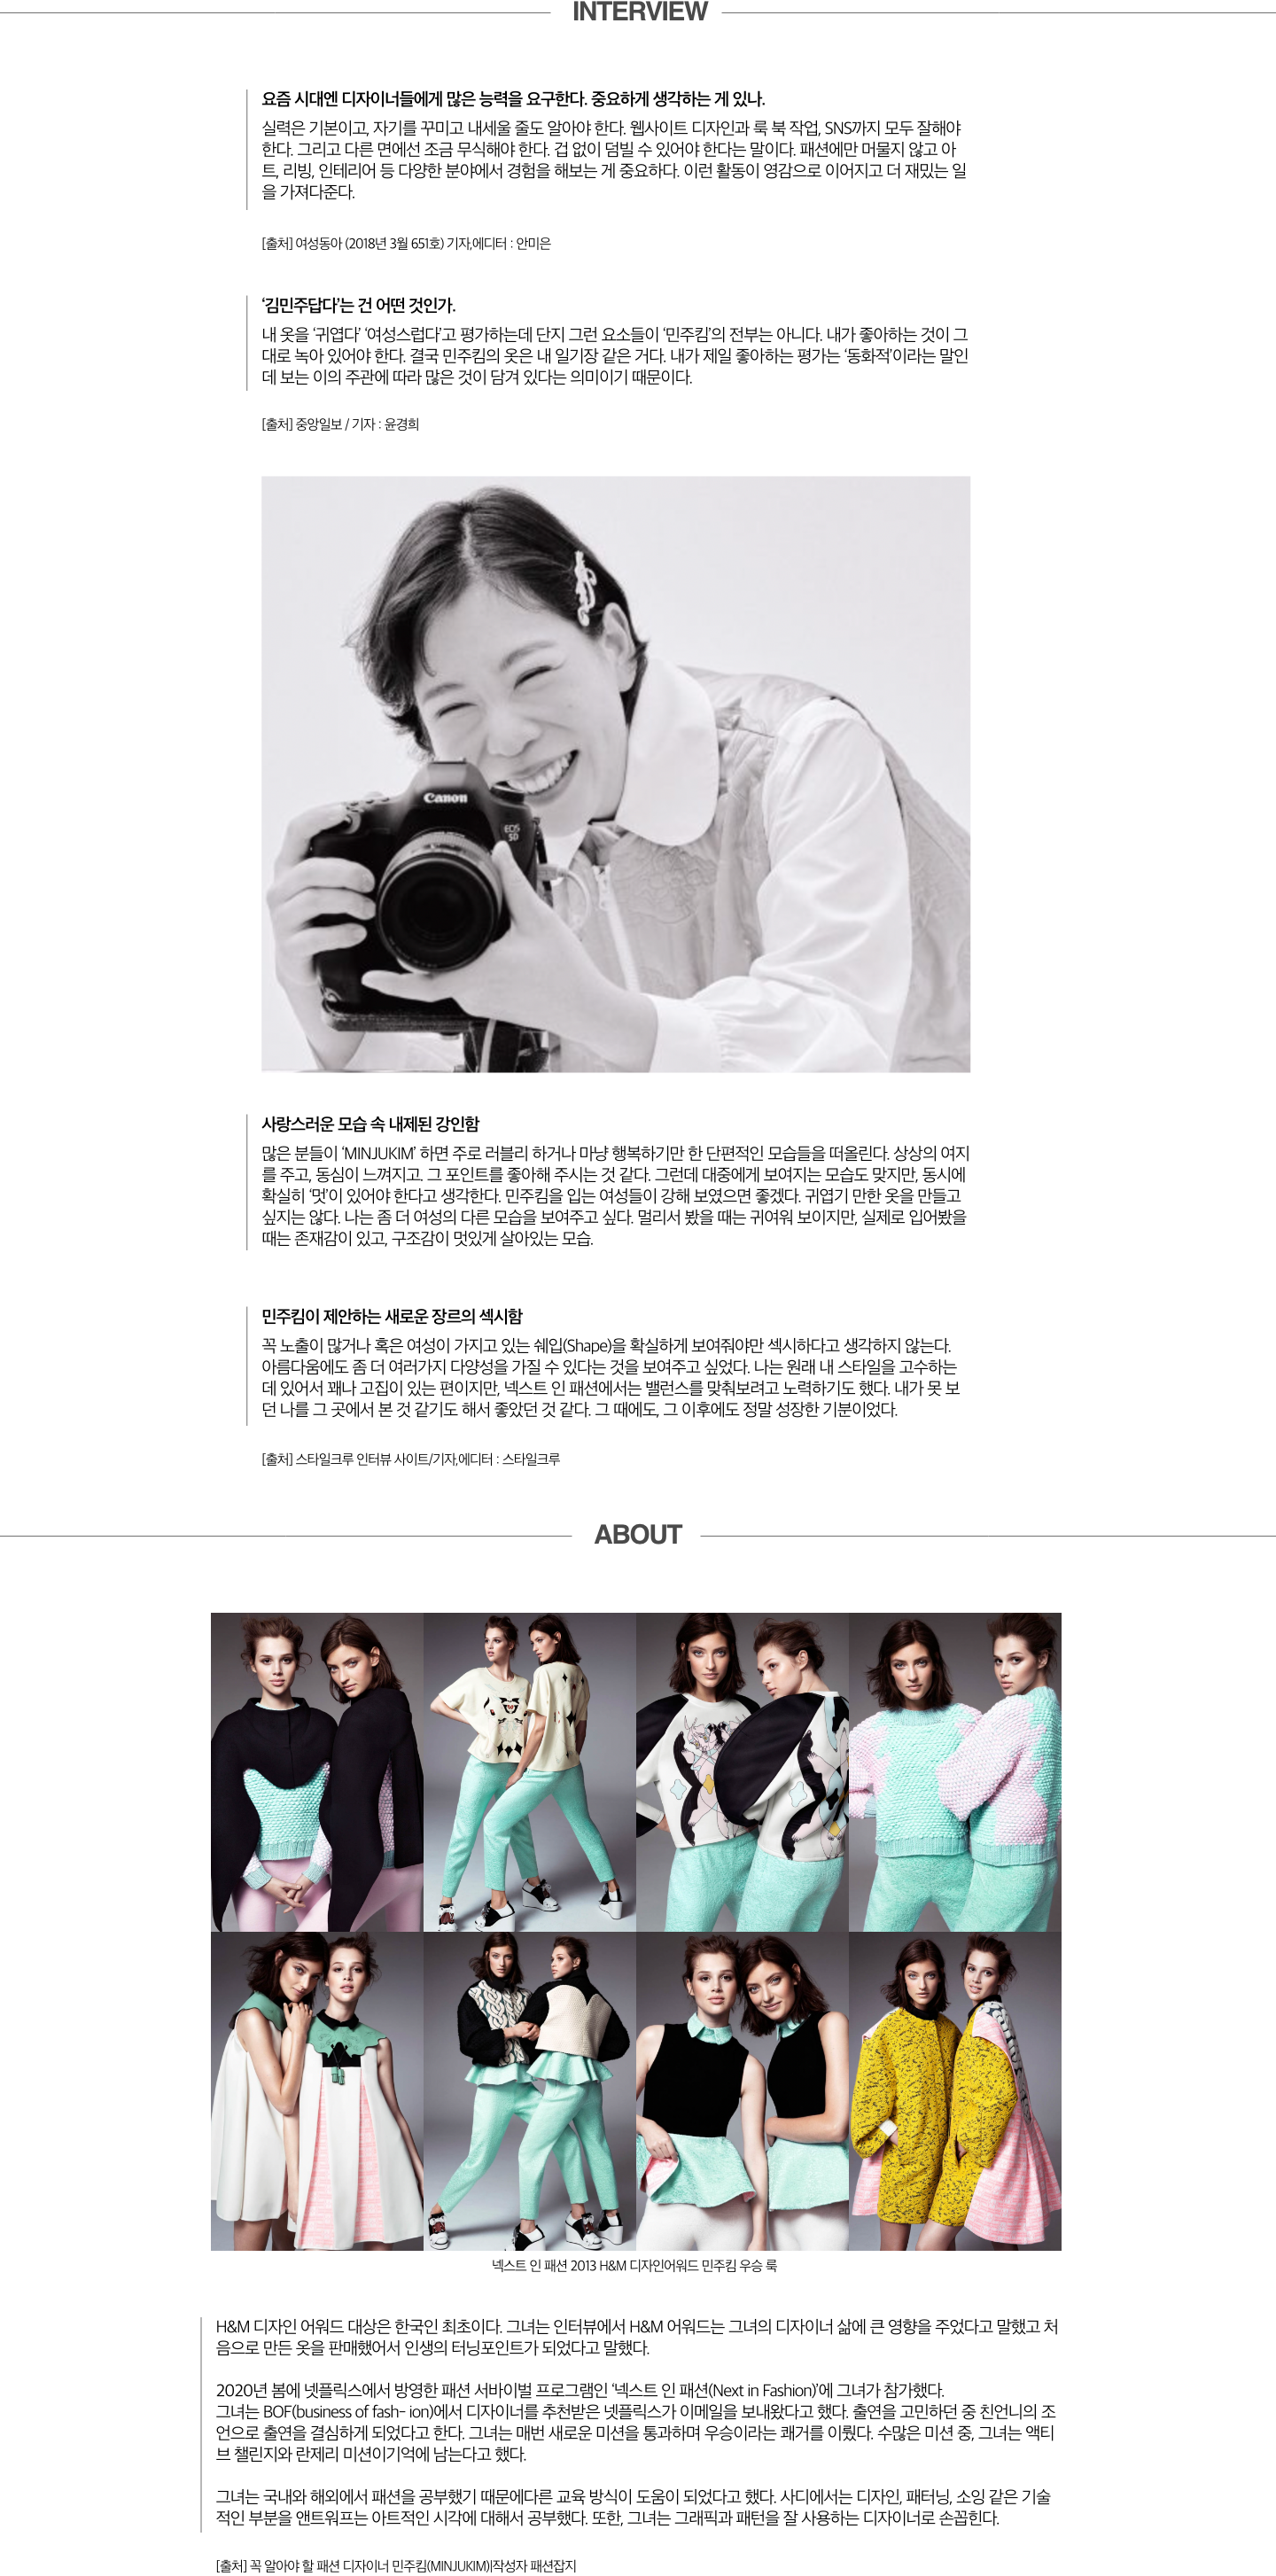 INTERVIEW
요즘 시대엔 디자이너들에게 많은 능력을 요구한다. 중요하게 생각하는 게 있나.
실력은 기본이고, 자기를 꾸미고 내세울 줄도 알아야 한다. 웹사이트 디자인과 룩 북 작업, SNS까지 모두 잘해야
한다. 그리고 다른 면에선 조금 무식해야 한다. 겁 없이 덤빌 수 있어야 한다는 말이다. 패션에만 머물지 않고 아
트, 리빙, 인테리어 등 다양한 분야에서 경험을 해보는 게 중요하다. 이런 활동이 영감으로 이어지고 더 재밌는 일
을 가져다준다.
[출처] 여성동아 (2018년 3월 651호) 기자,에디터 : 안미은
‘김민주답다’는 건 어떤 것인가.
내 옷을 ‘귀엽다’ ‘여성스럽다’고 평가하는데 단지 그런 요소들이 ‘민주킴’의 전부는 아니다. 내가 좋아하는 것이 그
대로 녹아 있어야 한다. 결국 민주킴의 옷은 내 일기장 같은 거다. 내가 제일 좋아하는 평가는 ‘동화적’이라는 말인
데 보는 이의 주관에 따라 많은 것이 담겨 있다는 의미이기 때문이다.
[출처] 중앙일보 / 기자 : 윤경희
Canon
EOS
5D
사랑스러운 모습 속 내제된 강인함
많은 분들이 ‘MINJUKIM’ 하면 주로 러블리 하거나 마냥 행복하기만 한 단편적인 모습들을 떠올린다. 상상의 여지
를 주고, 동심이 느껴지고. 그 포인트를 좋아해 주시는 것 같다. 그런데 대중에게 보여지는 모습도 맞지만, 동시에
확실히 ‘멋’이 있어야 한다고 생각한다. 민주킴을 입는 여성들이 강해 보였으면 좋겠다. 귀엽기 만한 옷을 만들고
싶지는 않다. 나는 좀 더 여성의 다른 모습을 보여주고 싶다. 멀리서 봤을 때는 귀여워 보이지만, 실제로 입어봤을
때는 존재감이 있고, 구조감이 멋있게 살아있는 모습.
민주킴이 제안하는 새로운 장르의 섹시함
꼭 노출이 많거나 혹은 여성이 가지고 있는 쉐입(Shape)을 확실하게 보여줘야만 섹시하다고 생각하지 않는다.
아름다움에도 좀 더 여러가지 다양성을 가질 수 있다는 것을 보여주고 싶었다. 나는 원래 내 스타일을 고수하는
데 있어서 꽤나 고집이 있는 편이지만, 넥스트 인 패션에서는 밸런스를 맞춰보려고 노력하기도 했다. 내가 못 보
던 나를 그 곳에서 본 것 같기도 해서 좋았던 것 같다. 그 때에도, 그 이후에도 정말 성장한 기분이었다.
[출처] 스타일크루 인터뷰 사이트/기자,에디터 : 스타일크루
ABOUT
넥스트 인 패션 2013 H&M 디자인어워드 민주킴 우승 룩
H&M 디자인 어워드 대상은 한국인 최초이다. 그녀는 인터뷰에서 H&M 어워드는 그녀의 디자이너 삶에 큰 영향을 주었다고 말했고 처
음으로 만든 옷을 판매했어서 인생의 터닝포인트가 되었다고 말했다.
2020년 봄에 넷플릭스에서 방영한 패션 서바이벌 프로그램인 ‘넥스트 인 패션(Next in Fashion)’에 그녀가 참가했다.
그녀는 BOF(business of fash- ion)에서 디자이너를 추천받은 넷플릭스가 이메일을 보내왔다고 했다. 출연을 고민하던 중 친언니의 조
언으로 출연을 결심하게 되었다고 한다. 그녀는 매번 새로운 미션을 통과하며 우승이라는 쾌거를 이뤘다. 수많은 미션 중, 그녀는 액티
브 챌린지와 란제리 미션이기억에 남는다고 했다.
그녀는 국내와 해외에서 패션을 공부했기 때문에다른 교육 방식이 도움이 되었다고 했다. 사디에서는 디자인, 패터닝, 소잉 같은 기술
적인 부분을 앤트워프는 아트적인 시각에 대해서 공부했다. 또한, 그녀는 그래픽과 패턴을 잘 사용하는 디자이너로 손꼽힌다.
[출처] 꼭 알아야 할 패션 디자이너 민주킴(MINJUKIM)|작성자 패션잡지